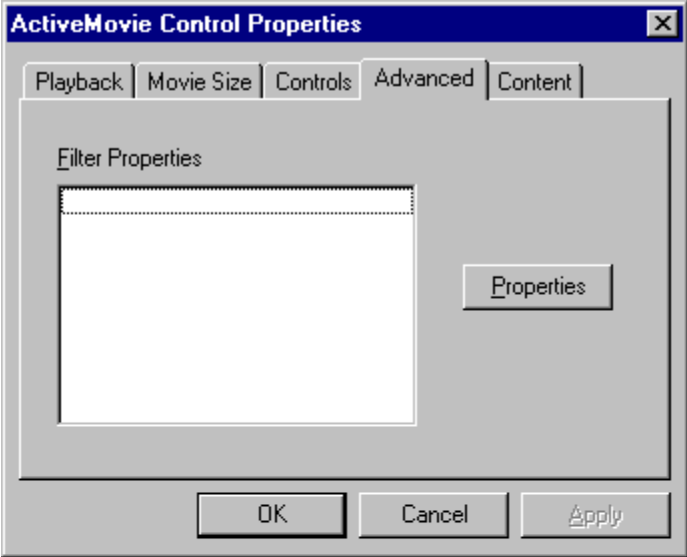 ActiveMovie Control Properties
Playback Movie Size Controls Advanced Content
Filter Properties
Properties
OK Cancel Apply